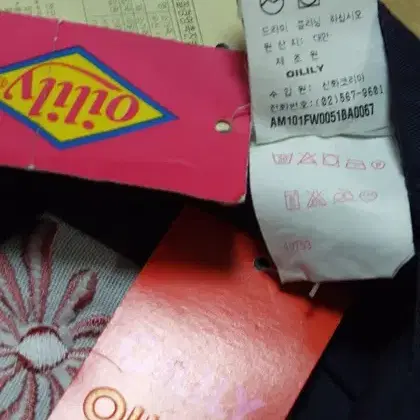 oilily
드라이 클리닝 하십시오
원 산 지: 대만
제 조 원
OILILY
수 입 원: 신화코리아
전화번호:(02)567-8601
AM101FW0051BA0067